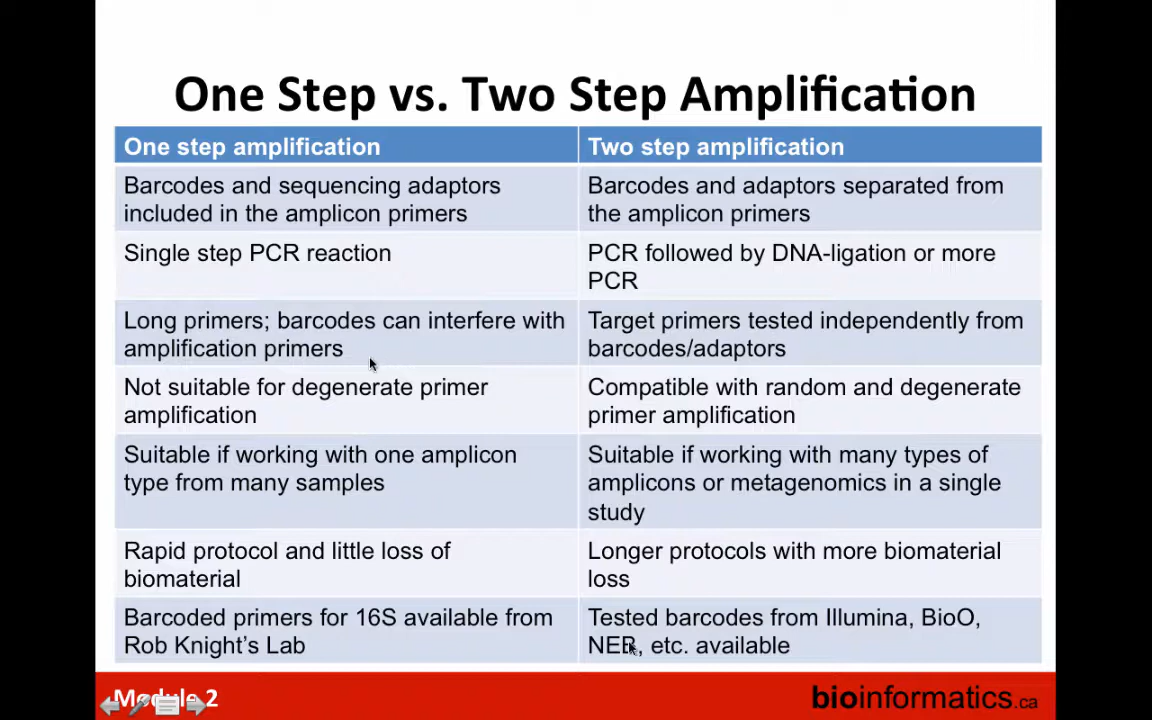 One Step vs. Two Step Amplification
One step amplification
Two step amplification
Barcodes and sequencing adaptors
included in the amplicon primers
Barcodes and adaptors separated from
the amplicon primers
Single step PCR reaction
PCR followed by DNA-ligation or more
PCR
Long primers; barcodes can interfere with
amplification primers
Target primers tested independently from
barcodes/adaptors
Not suitable for degenerate primer
amplification
Compatible with random and degenerate
primer amplification
Suitable if working with one amplicon
type from many samples
Suitable if working with many types of
amplicons or metagenomics in a single
study
Rapid protocol and little loss of
biomaterial
Longer protocols with more biomaterial
loss
Barcoded primers for 16S available from
Rob Knight's Lab
Tested barcodes from Illumina, BioO,
NEB, etc. available
Module 2
bioinformatics.ca